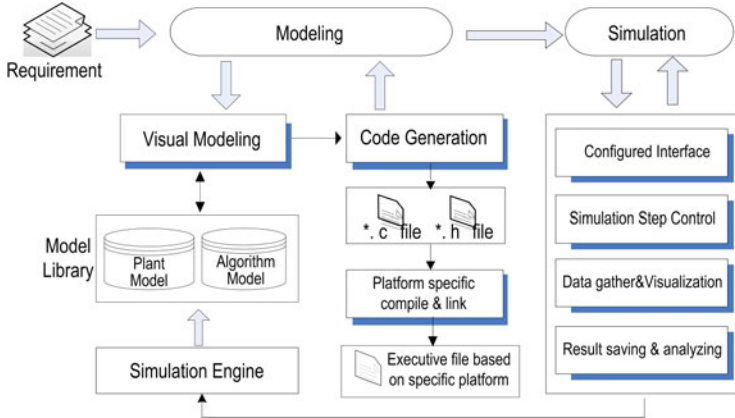 Requirement
Modeling
Simulation
Visual Modeling
Code Generation
Configured Interface
Simulation Step Control
Data gather&Visualization
Result saving & analyzing
*. c file
*. h file
Model
Library
Plant
Model
Algorithm
Model
Platform specific
compile & link
Simulation Engine
Executive file based
on specific platform